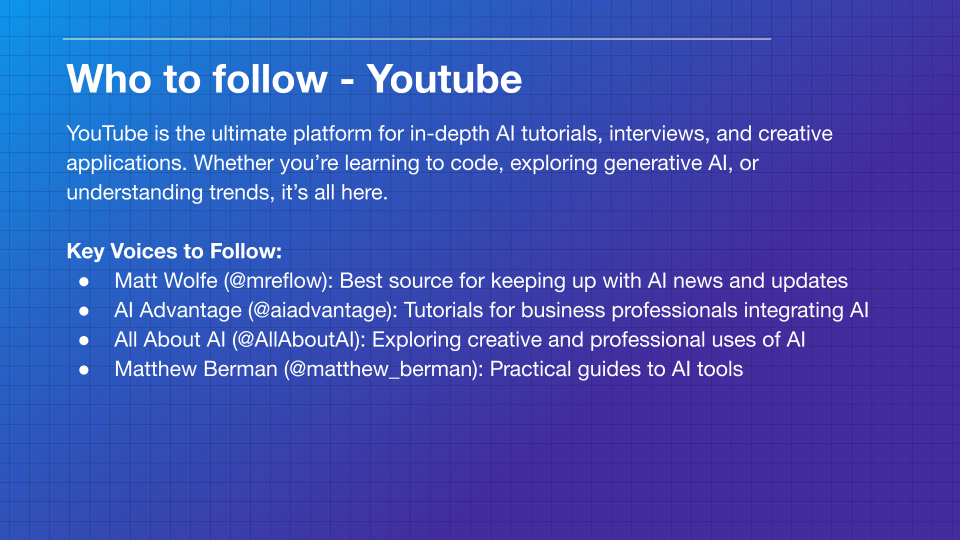 Who to follow - Youtube
YouTube is the ultimate platform for in-depth AI tutorials, interviews, and creative
applications. Whether you’re learning to code, exploring generative AI, or
understanding trends, it’s all here.
Key Voices to Follow:
● Matt Wolfe (@mreflow): Best source for keeping up with AI news and updates
● AI Advantage (@aiadvantage): Tutorials for business professionals integrating AI
● All About AI (@AllAboutAI): Exploring creative and professional uses of AI
● Matthew Berman (@matthew_berman): Practical guides to AI tools